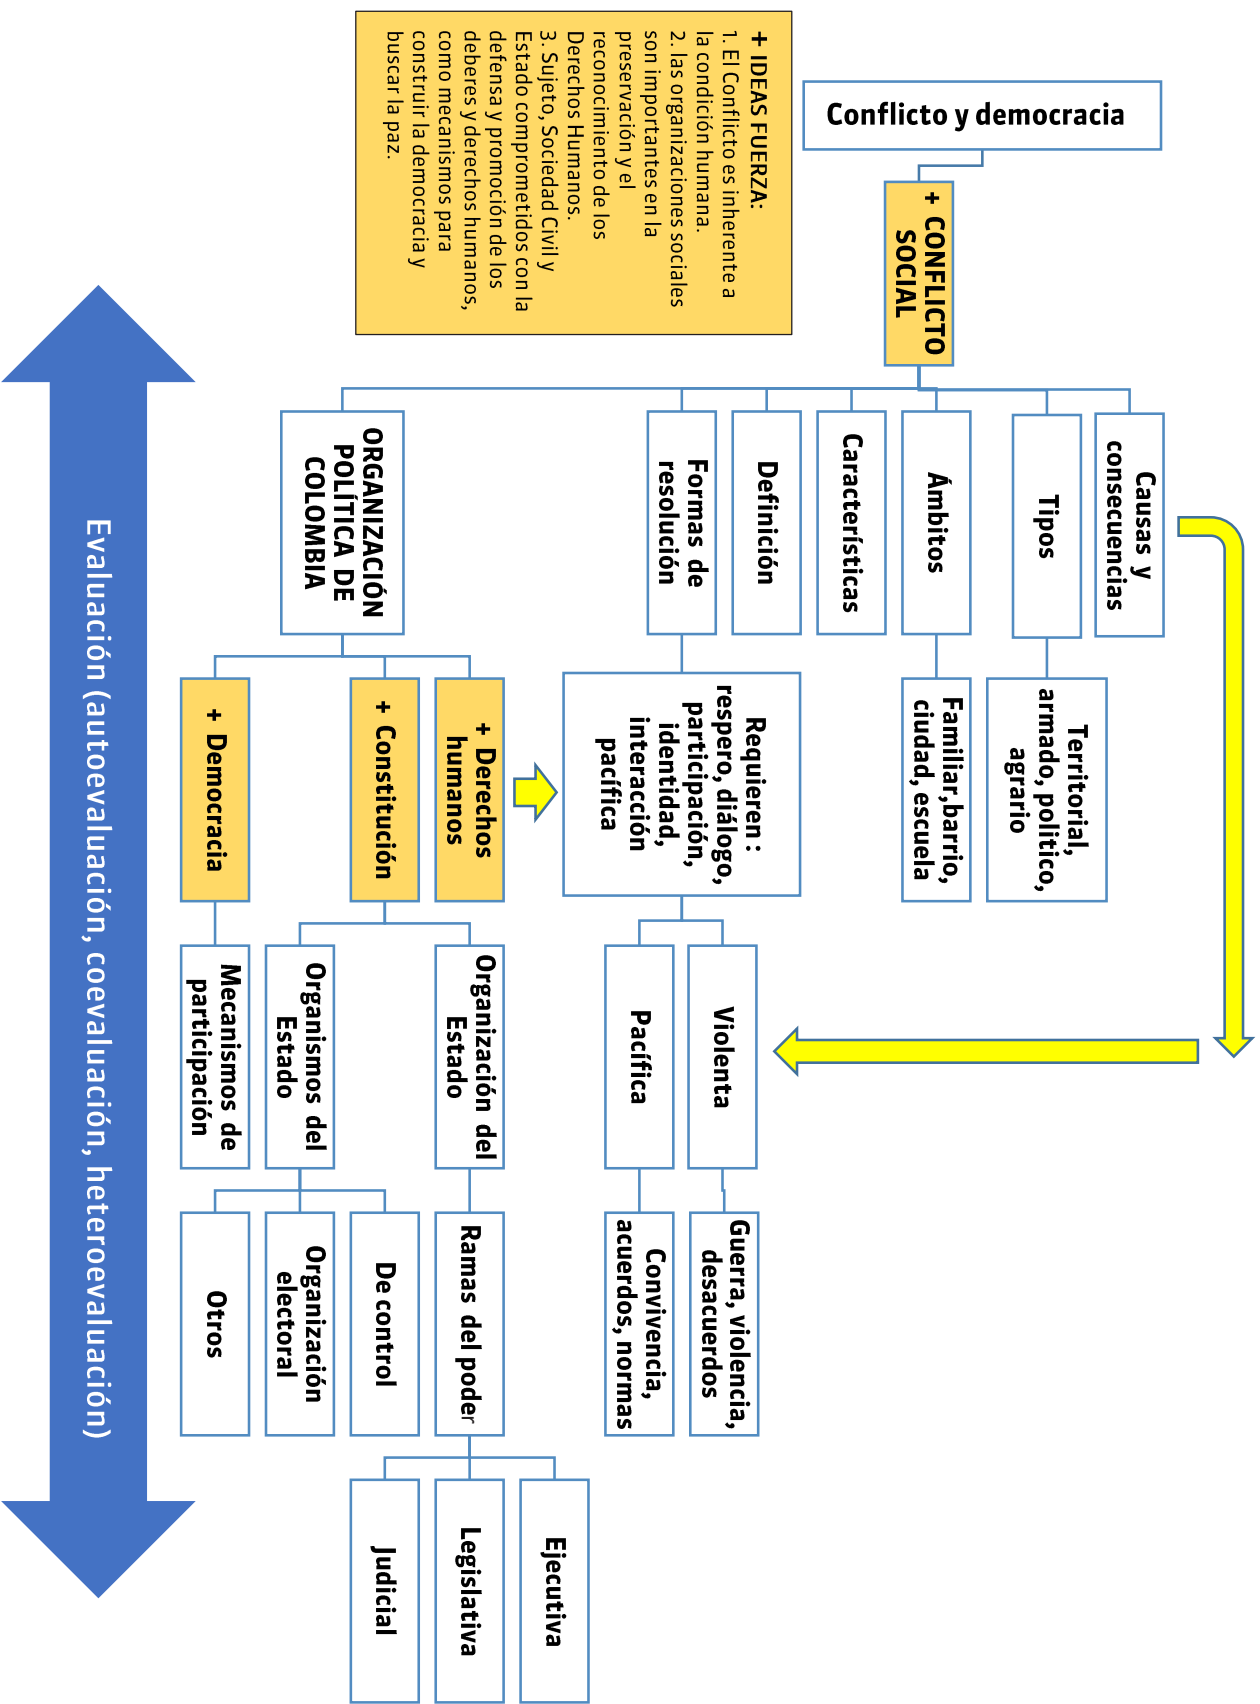 Conflicto y democracia
+ CONFLICTO
SOCIAL
+ IDEAS FUERZA:
1. El Conflicto es inherente a
la condición humana.
2. las organizaciones sociales
son importantes en la
preservación y el
reconocimiento de los
Derechos Humanos.
3. Sujeto, Sociedad Civil y
Estado comprometidos con la
defensa y promoción de los
deberes y derechos humanos,
como mecanismos para
construir la democracia y
buscar la paz.
Causas y
consecuencias
Tipos
Territorial,
armado, politico,
agrario
Ámbitos
Familiar,barrio,
ciudad, escuela
Características
Definición
Formas de
resolución
Requieren :
respero, diálogo,
participación,
identidad,
interacción
pacífica
Violenta
Guerra, violencia,
desacuerdos
Pacífica
Convivencia,
acuerdos, normas
ORGANIZACIÓN
POLÍTICA DE
COLOMBIA
+ Derechos
humanos
+ Constitución
Organización del
Estado
Ramas del poder
Ejecutiva
Legislativa
Judicial
Organismos del
Estado
De control
Organización
electoral
Otros
+ Democracia
Mecanismos de
participación
Evaluación (autoevaluación, coevaluación, heteroevaluación)